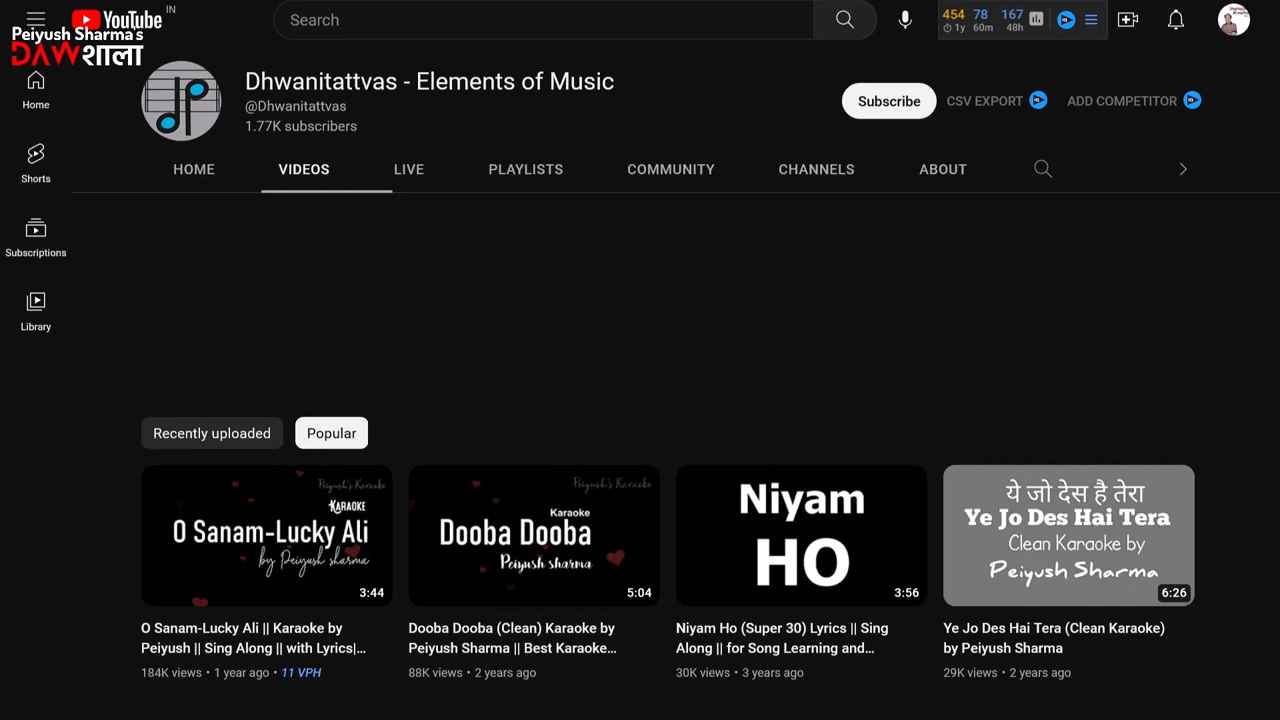 IN
YouTube
Search
454 78 167
1y 60m 48h
Peiyush Sharma's
DAWशाला
Home
Shorts
Subscriptions
Library
Dhwanitattvas - Elements of Music
@Dhwanitattvas
1.77K subscribers
Subscribe
CSV EXPORT
ADD COMPETITOR
HOME VIDEOS LIVE PLAYLISTS COMMUNITY CHANNELS ABOUT
Recently uploaded
Popular
Peiyush's Karaoke
KARAOKE
O Sanam-Lucky Ali
by Peiyush sharma
3:44
O Sanam-Lucky Ali || Karaoke by
Peiyush || Sing Along || with Lyrics|…
184K views • 1 year ago • 11 VPH
Peiyush's Karaoke
Karaoke
Dooba Dooba
Peiyush sharma
5:04
Dooba Dooba (Clean) Karaoke by
Peiyush Sharma || Best Karaoke…
88K views • 2 years ago
Niyam
HO
3:56
Niyam Ho (Super 30) Lyrics || Sing
Along || for Song Learning and…
30K views • 3 years ago
ये जो देस है तेरा
Ye Jo Des Hai Tera
Clean Karaoke by
Peiyush Sharma
6:26
Ye Jo Des Hai Tera (Clean Karaoke)
by Peiyush Sharma
29K views • 2 years ago